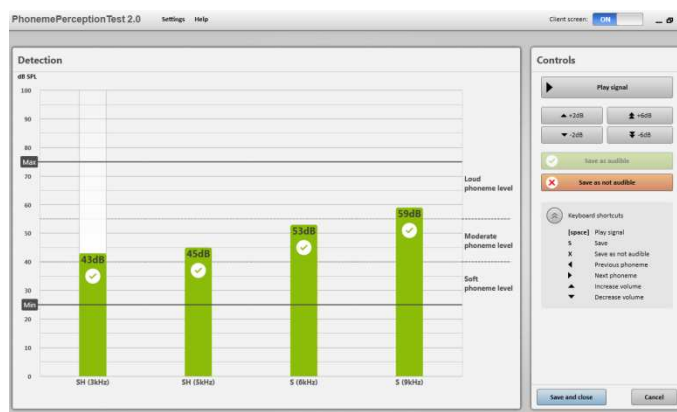 PhonemePerceptionTest 2.0 Settings Help Client screen: ON
Detection
dB SPL
100
90
80
Max
70
60
50
40
30
Min
20
10
0
Loud
phoneme level
Moderate
phoneme level
Soft
phoneme level
43dB
45dB
53dB
59dB
SH (3kHz) SH (5kHz) S (6kHz) S (9kHz)
Controls
Play signal
+2dB +6dB
-2dB -6dB
Save as audible
Save as not audible
Keyboard shortcuts
[space] Play signal
S Save
X Save as not audible
Previous phoneme
Next phoneme
Increase volume
Decrease volume
Save and close Cancel